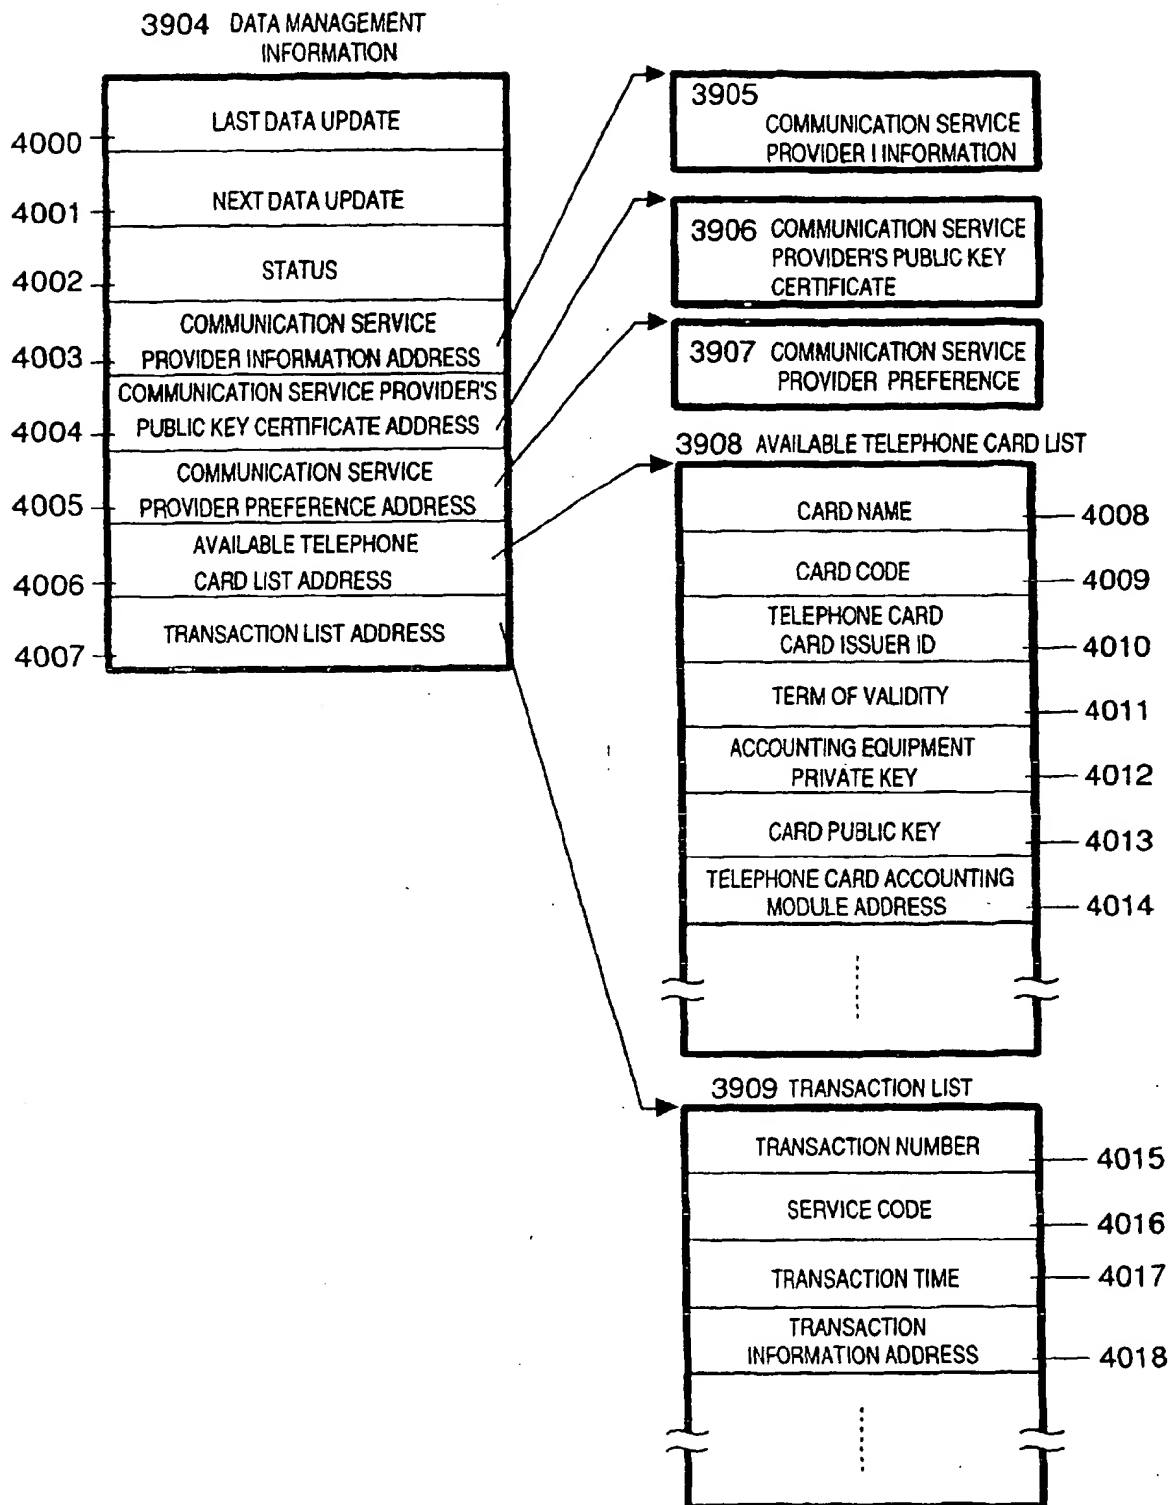 3904 DATA MANAGEMENT
INFORMATION
LAST DATA UPDATE
4000
NEXT DATA UPDATE
4001
STATUS
4002
COMMUNICATION SERVICE
PROVIDER INFORMATION ADDRESS
4003
COMMUNICATION SERVICE PROVIDER'S
PUBLIC KEY CERTIFICATE ADDRESS
4004
COMMUNICATION SERVICE
PROVIDER PREFERENCE ADDRESS
4005
AVAILABLE TELEPHONE
CARD LIST ADDRESS
4006
TRANSACTION LIST ADDRESS
4007
3905
COMMUNICATION SERVICE
PROVIDER I INFORMATION
3906 COMMUNICATION SERVICE
PROVIDER'S PUBLIC KEY
CERTIFICATE
3907 COMMUNICATION SERVICE
PROVIDER PREFERENCE
3908 AVAILABLE TELEPHONE CARD LIST
CARD NAME
4008
CARD CODE
4009
TELEPHONE CARD
CARD ISSUER ID
4010
TERM OF VALIDITY
4011
ACCOUNTING EQUIPMENT
PRIVATE KEY
4012
CARD PUBLIC KEY
4013
TELEPHONE CARD ACCOUNTING
MODULE ADDRESS
4014
3909 TRANSACTION LIST
TRANSACTION NUMBER
4015
SERVICE CODE
4016
TRANSACTION TIME
4017
TRANSACTION
INFORMATION ADDRESS
4018